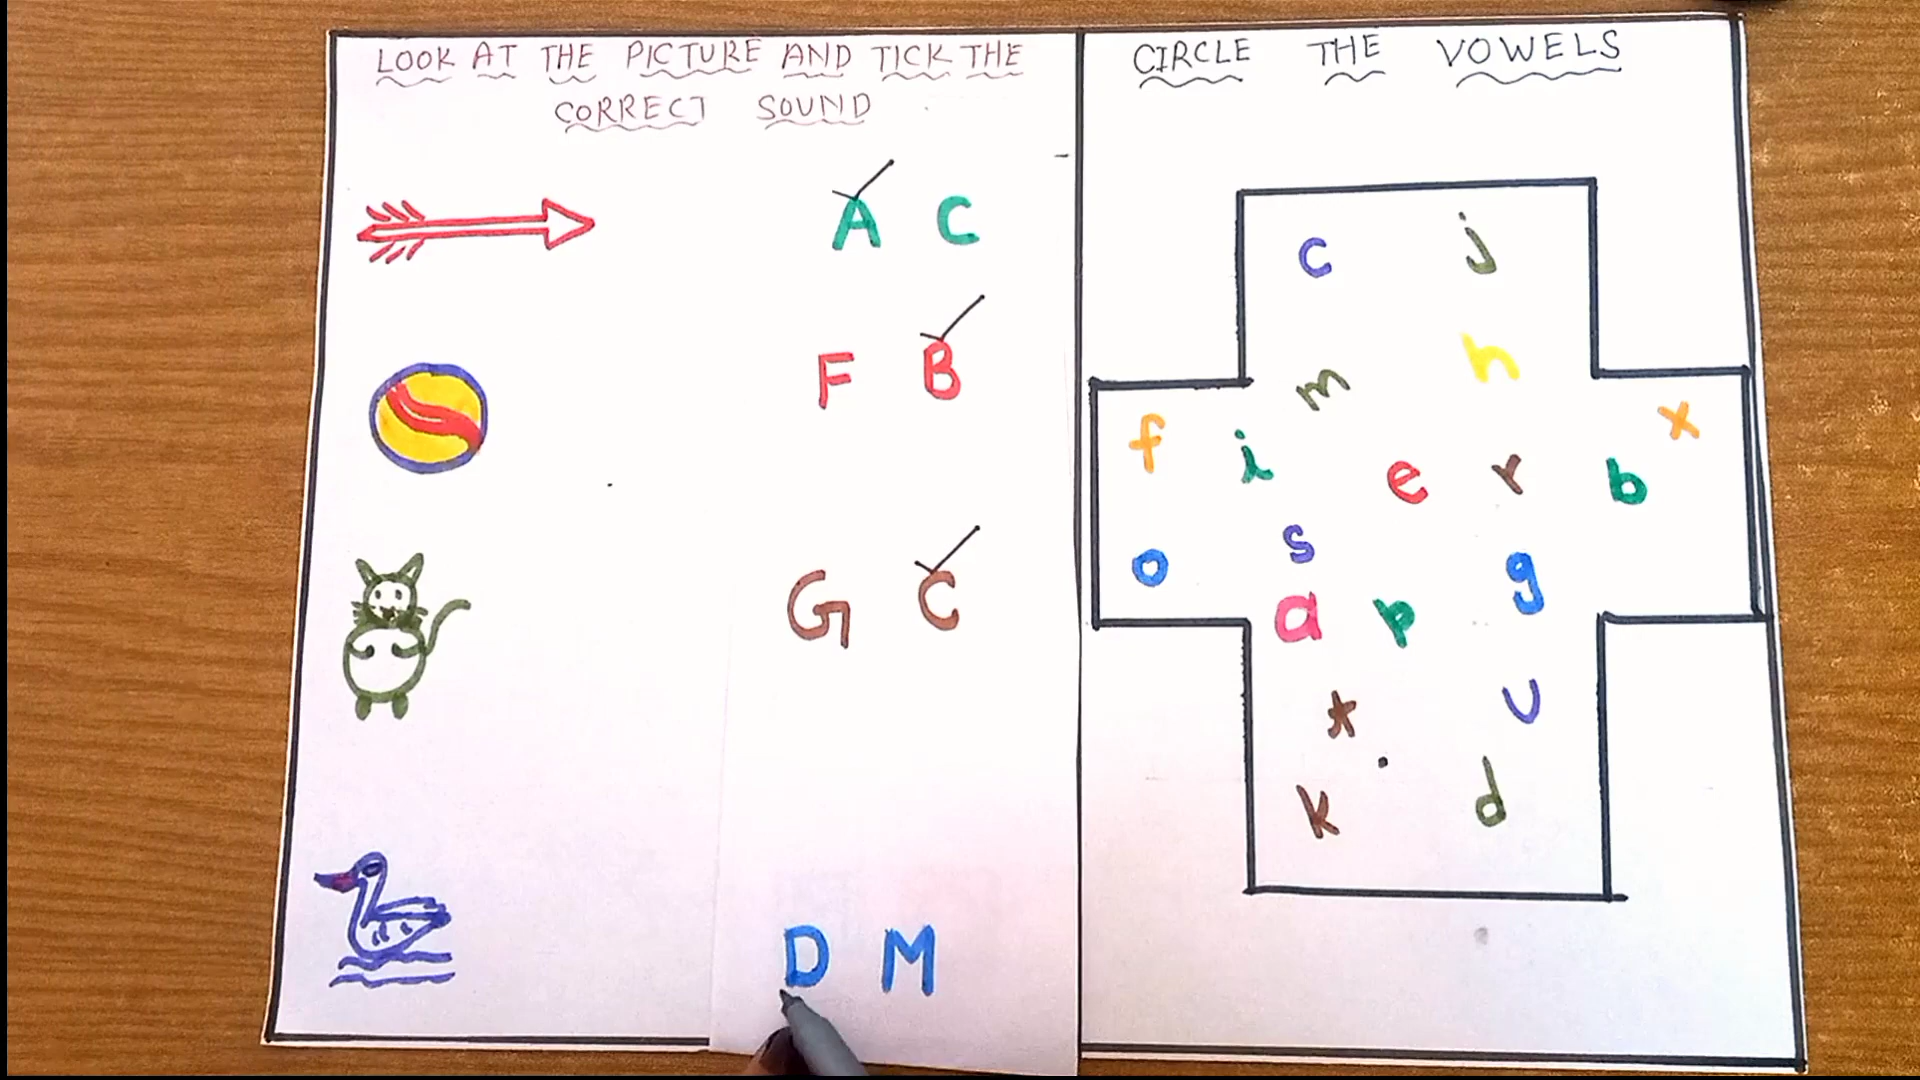 LOOK AT THE PICTURE AND TICK THE
CORRECT SOUND
A C
F B
G C
D M
CIRCLE THE VOWELS
c j
m h
f i e r b x
o s g
a p
t u
k d